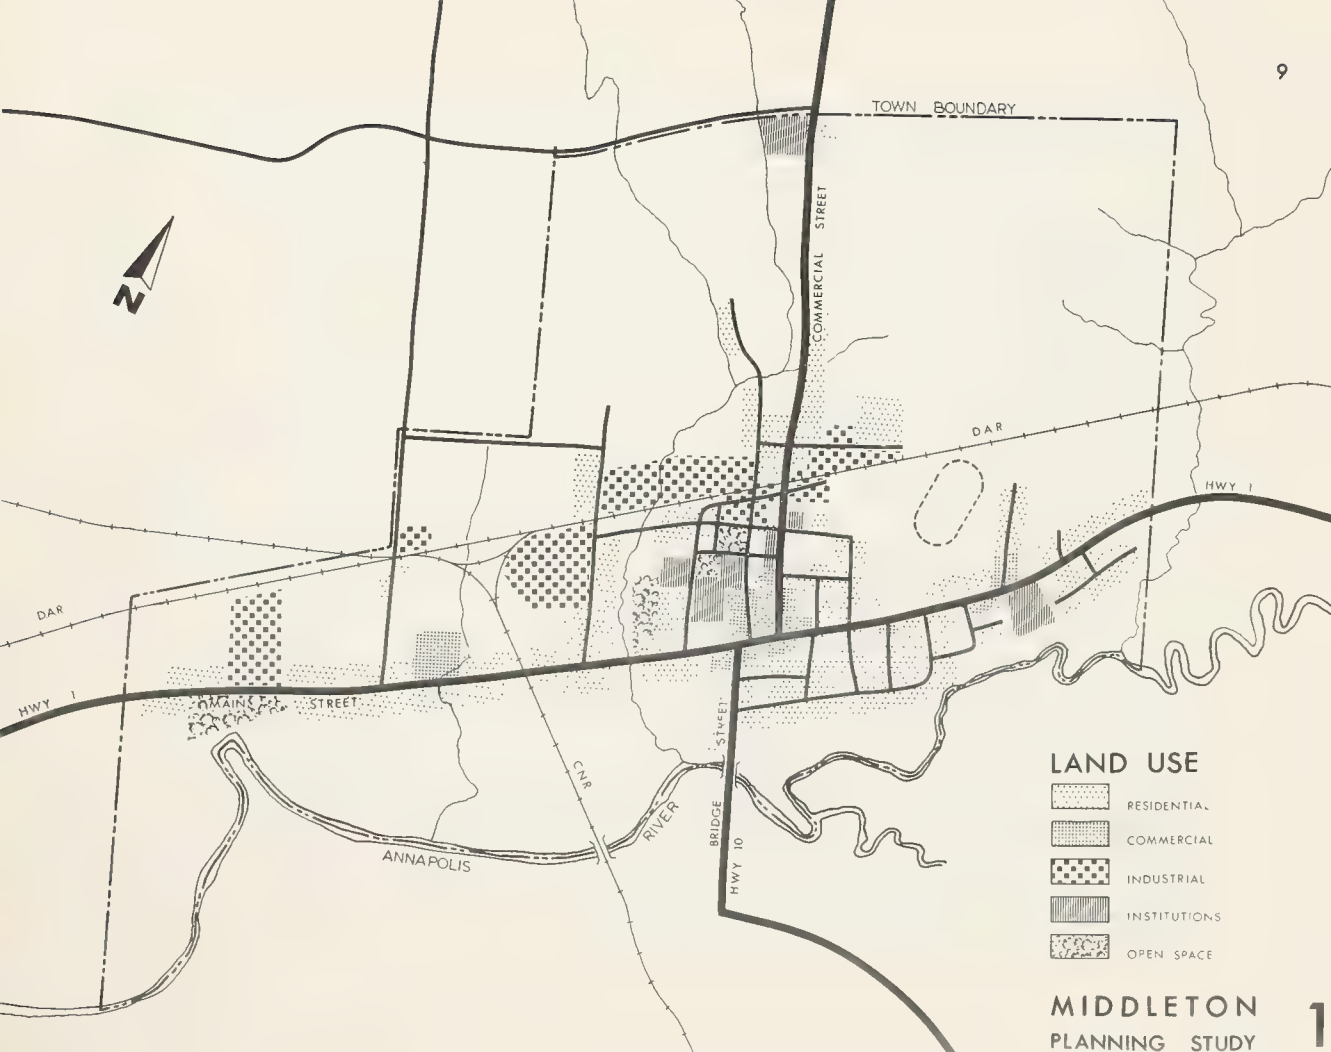 9
TOWN BOUNDARY
N
COMMERCIAL STREET
DAR
HWY 1
DAR
HWY 1
MAIN STREET
CNR
BRIDGE STREET
RIVER
ANNAPOLIS
HWY 10
LAND USE
RESIDENTIAL
COMMERCIAL
INDUSTRIAL
INSTITUTIONS
OPEN SPACE
MIDDLETON
PLANNING STUDY
1